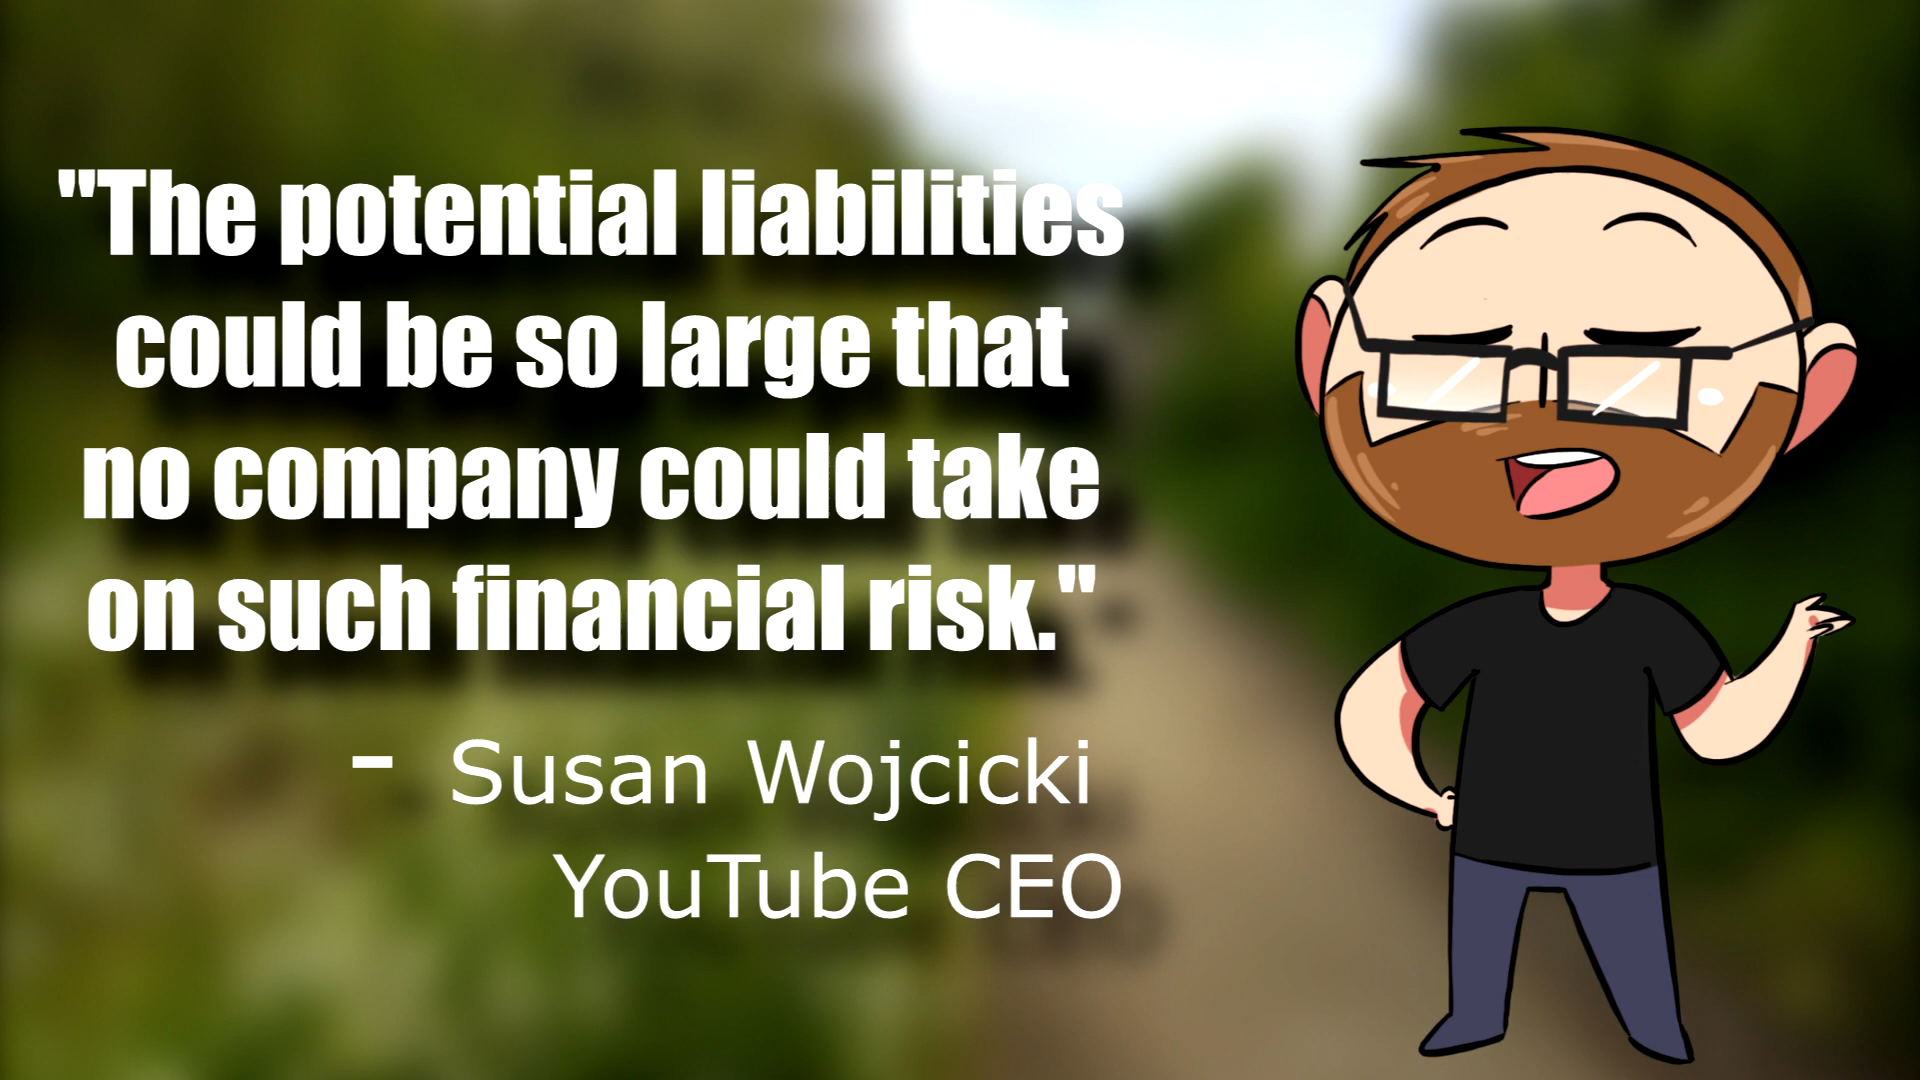 "The potential liabilities
could be so large that
no company could take
on such financial risk."
- Susan Wojcicki
YouTube CEO